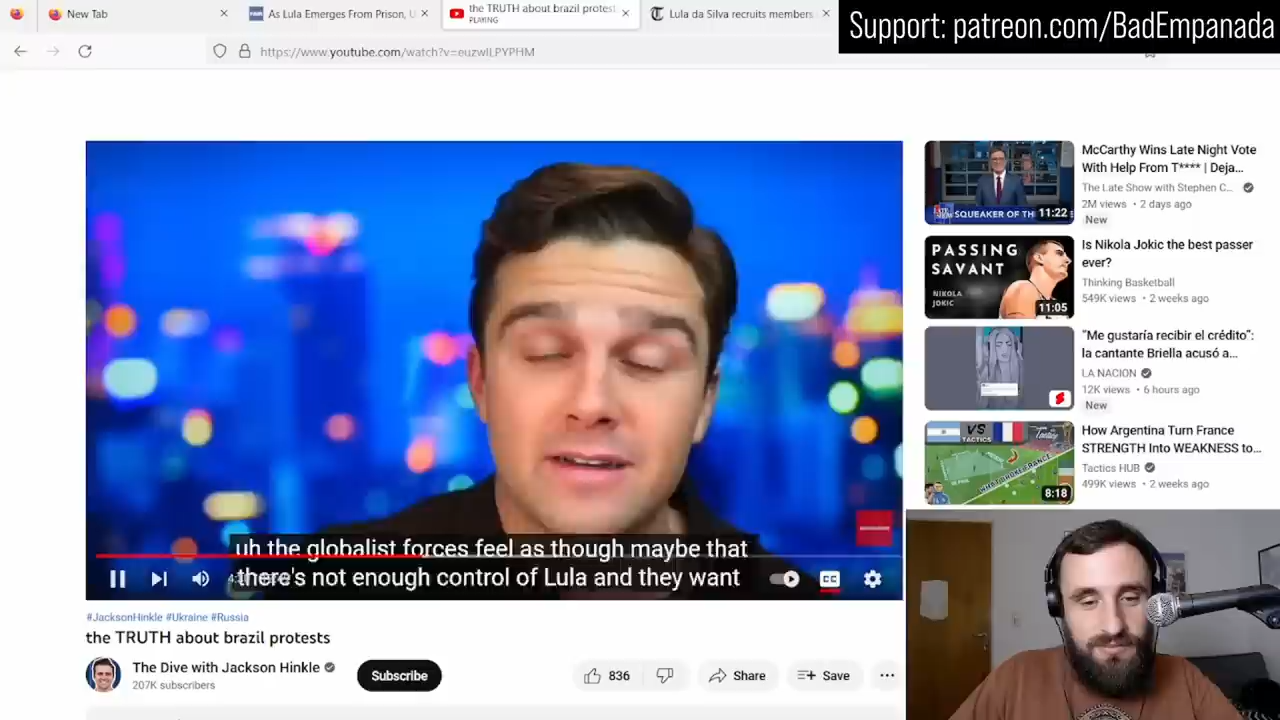 New Tab
As Lula Emerges From Prison, U
the TRUTH about brazil protest
PLAYING
Lula da Silva recruits members
Support: patreon.com/BadEmpanada
https://www.youtube.com/watch?v=euzwILPYPHM
uh the globalist forces feel as though maybe that
there's not enough control of Lula and they want
CC
#JacksonHinkle #Ukraine #Russia
the TRUTH about brazil protests
The Dive with Jackson Hinkle
207K subscribers
Subscribe
836
Share
Save
McCarthy Wins Late Night Vote
With Help From T**** | Deja...
The Late Show with Stephen C...
2M views • 2 days ago
New
SQUEAKER OF TH
11:22
Is Nikola Jokic the best passer
ever?
Thinking Basketball
549K views • 2 weeks ago
PASSING
SAVANT
NIKOLA
JOKIC
11:05
"Me gustaría recibir el crédito":
la cantante Briella acusó a...
LA NACION
12K views • 6 hours ago
New
How Argentina Turn France
STRENGTH Into WEAKNESS to...
Tactics HUB
499K views • 2 weeks ago
VS
TACTICS
8:18